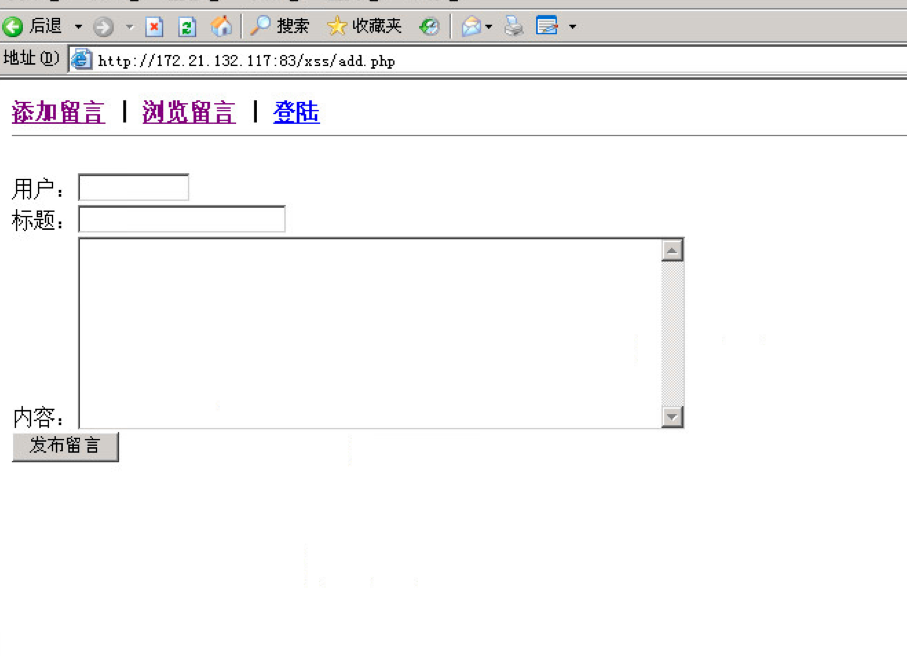 后退 搜索 收藏夹
地址(D) http://172.21.132.117:83/xss/add.php
添加留言 | 浏览留言 | 登陆
用户：
标题：
内容：
发布留言